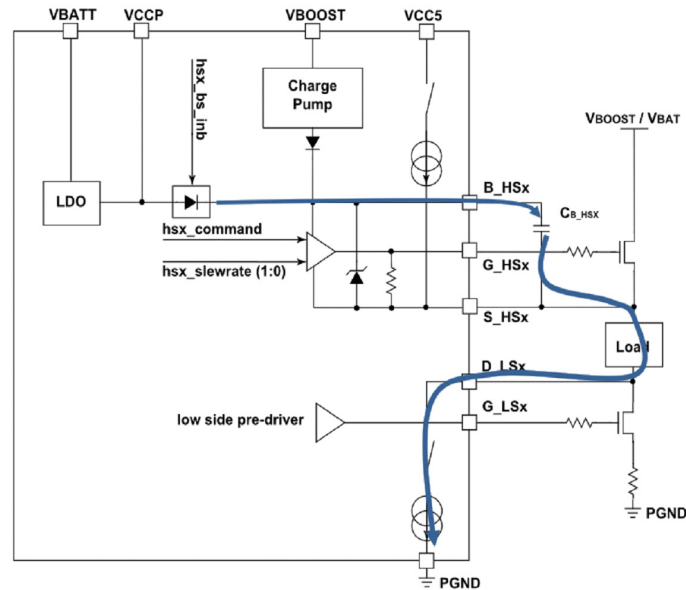 VBATT VCCP VBOOST VCC5
hsx_bs_inb
Charge
Pump
VBOOST / VBAT
LDO
B_HSx
CB_HSX
hsx_command
hsx_slewrate (1:0)
G_HSx
S_HSx
Load
D_LSx
G_LSx
low side pre-driver
PGND
PGND